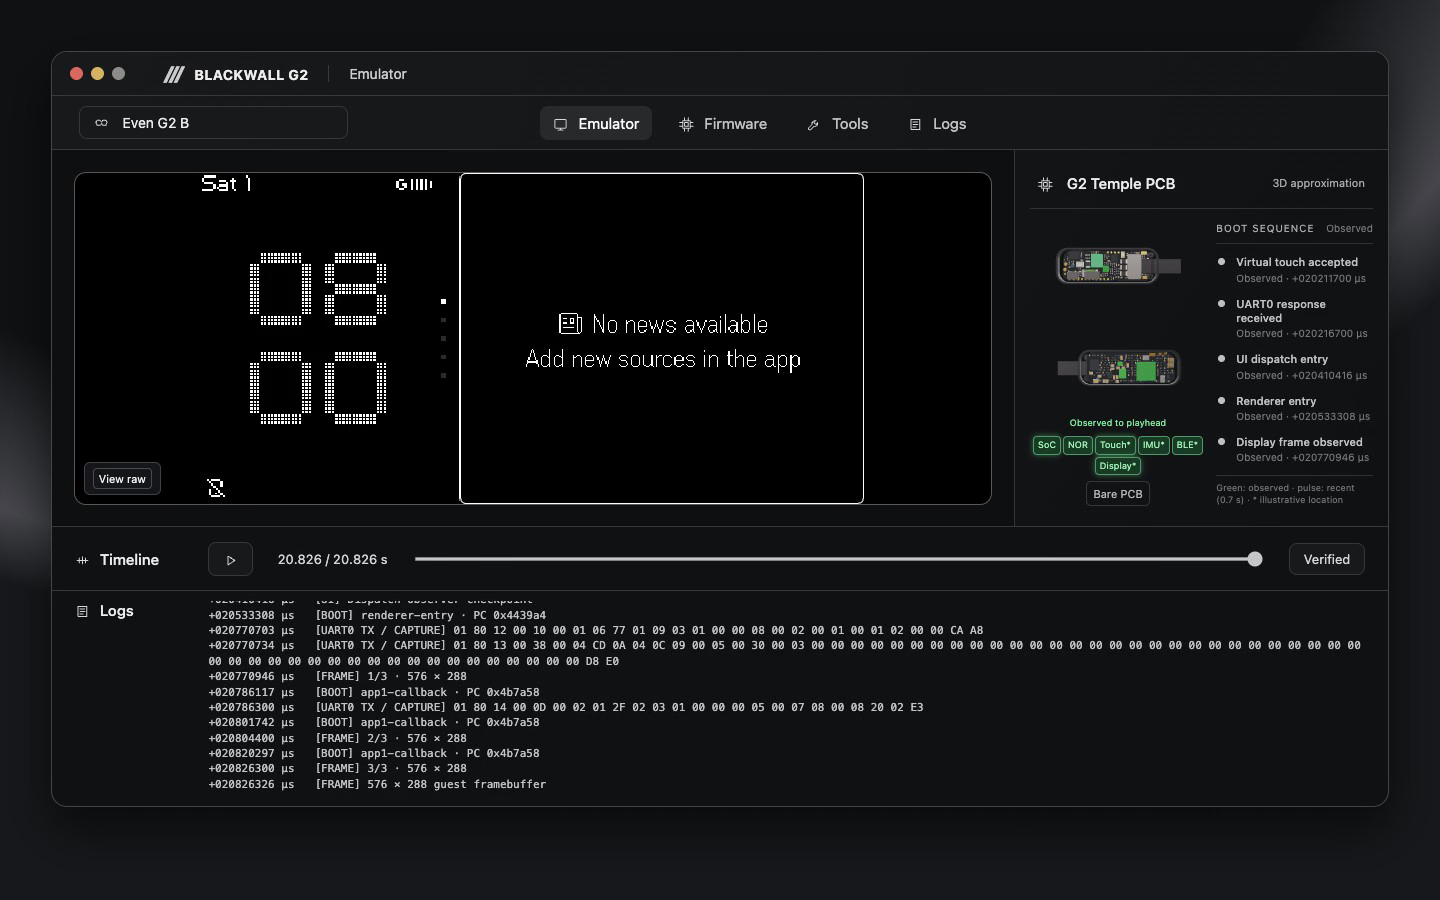 BLACKWALL G2
Emulator
Even G2 B
Emulator
Firmware
Tools
Logs
Sat 1
08
00
No news available
Add new sources in the app
View raw
G2 Temple PCB
3D approximation
BOOT SEQUENCE
Observed
Virtual touch accepted
Observed · +020211700 µs
UART0 response
received
Observed · +020216700 µs
UI dispatch entry
Observed · +020410416 µs
Renderer entry
Observed · +020533308 µs
Display frame observed
Observed · +020770946 µs
Observed to playhead
SoC NOR Touch* IMU* BLE*
Display*
Bare PCB
Green: observed · pulse: recent
(0.7 s) · * illustrative location
Timeline
20.826 / 20.826 s
Verified
Logs
+020533308 µs [BOOT] renderer-entry · PC 0x4439a4
+020770703 µs [UART0 TX / CAPTURE] 01 80 12 00 10 00 01 06 77 01 09 03 01 00 00 08 00 02 00 01 00 01 02 00 00 CA A8
+020770734 µs [UART0 TX / CAPTURE] 01 80 13 00 38 00 04 CD 0A 04 0C 09 00 05 00 30 00 03 00 00 00 00 00 00 00 00 00 00 00 00 00 00 00 00 00 00 00 00 00 00 00 00 00 00 00
00 00 00 00 00 00 00 00 00 00 00 00 00 00 00 00 00 00 D8 E0
+020770946 µs [FRAME] 1/3 · 576 × 288
+020786117 µs [BOOT] app1-callback · PC 0x4b7a58
+020786300 µs [UART0 TX / CAPTURE] 01 80 14 00 0D 00 02 01 2F 02 03 01 00 00 00 05 00 07 08 00 08 20 02 E3
+020801742 µs [BOOT] app1-callback · PC 0x4b7a58
+020804400 µs [FRAME] 2/3 · 576 × 288
+020820297 µs [BOOT] app1-callback · PC 0x4b7a58
+020826300 µs [FRAME] 3/3 · 576 × 288
+020826326 µs [FRAME] 576 × 288 guest framebuffer